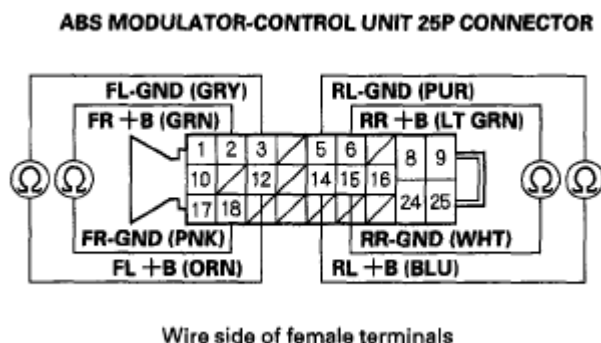 ABS MODULATOR-CONTROL UNIT 25P CONNECTOR
FL-GND (GRY) RL-GND (PUR)
FR +B (GRN) RR +B (LT GRN)
1 2 3 5 6 8 9
Ω Ω 10 12 14 15 16 Ω Ω
17 18 24 25
FR-GND (PNK) RR-GND (WHT)
FL +B (ORN) RL +B (BLU)
Wire side of female terminals